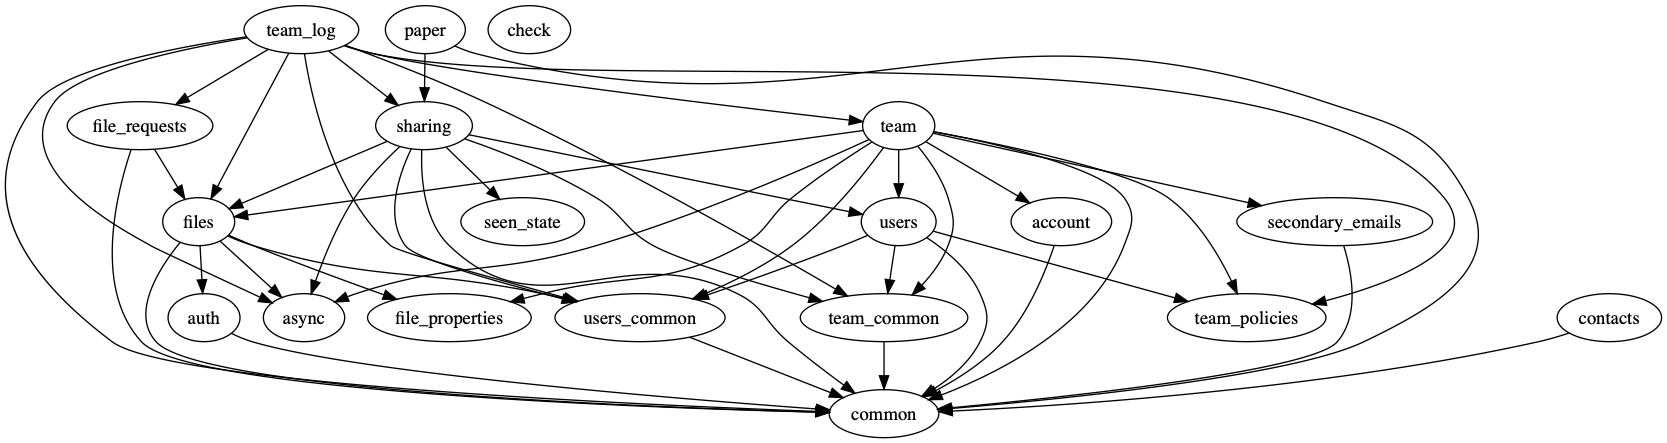 team_log
paper
check
file_requests
sharing
team
files
seen_state
users
account
secondary_emails
auth
async
file_properties
users_common
team_common
team_policies
contacts
common